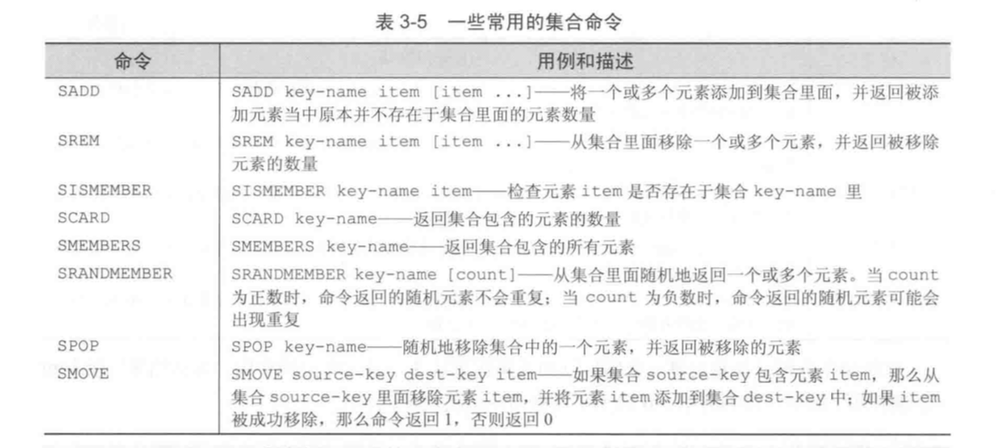 表 3-5 一些常用的集合命令
命令 用例和描述
SADD SADD key-name item [item ...]——将一个或多个元素添加到集合里面，并返回被添
加元素当中原本并不存在于集合里面的元素数量
SREM SREM key-name item [item ...]——从集合里面移除一个或多个元素，并返回被移除
元素的数量
SISMEMBER SISMEMBER key-name item——检查元素 item 是否存在于集合 key-name 里
SCARD SCARD key-name——返回集合包含的元素的数量
SMEMBERS SMEMBERS key-name——返回集合包含的所有元素
SRANDMEMBER SRANDMEMBER key-name [count]——从集合里面随机地返回一个或多个元素。当 count
为正数时，命令返回的随机元素不会重复；当 count 为负数时，命令返回的随机元素可能会
出现重复
SPOP SPOP key-name——随机地移除集合中的一个元素，并返回被移除的元素
SMOVE SMOVE source-key dest-key item——如果集合 source-key 包含元素 item，那么从
集合 source-key 里面移除元素 item，并将元素 item 添加到集合 dest-key 中；如果 item
被成功移除，那么命令返回 1，否则返回 0